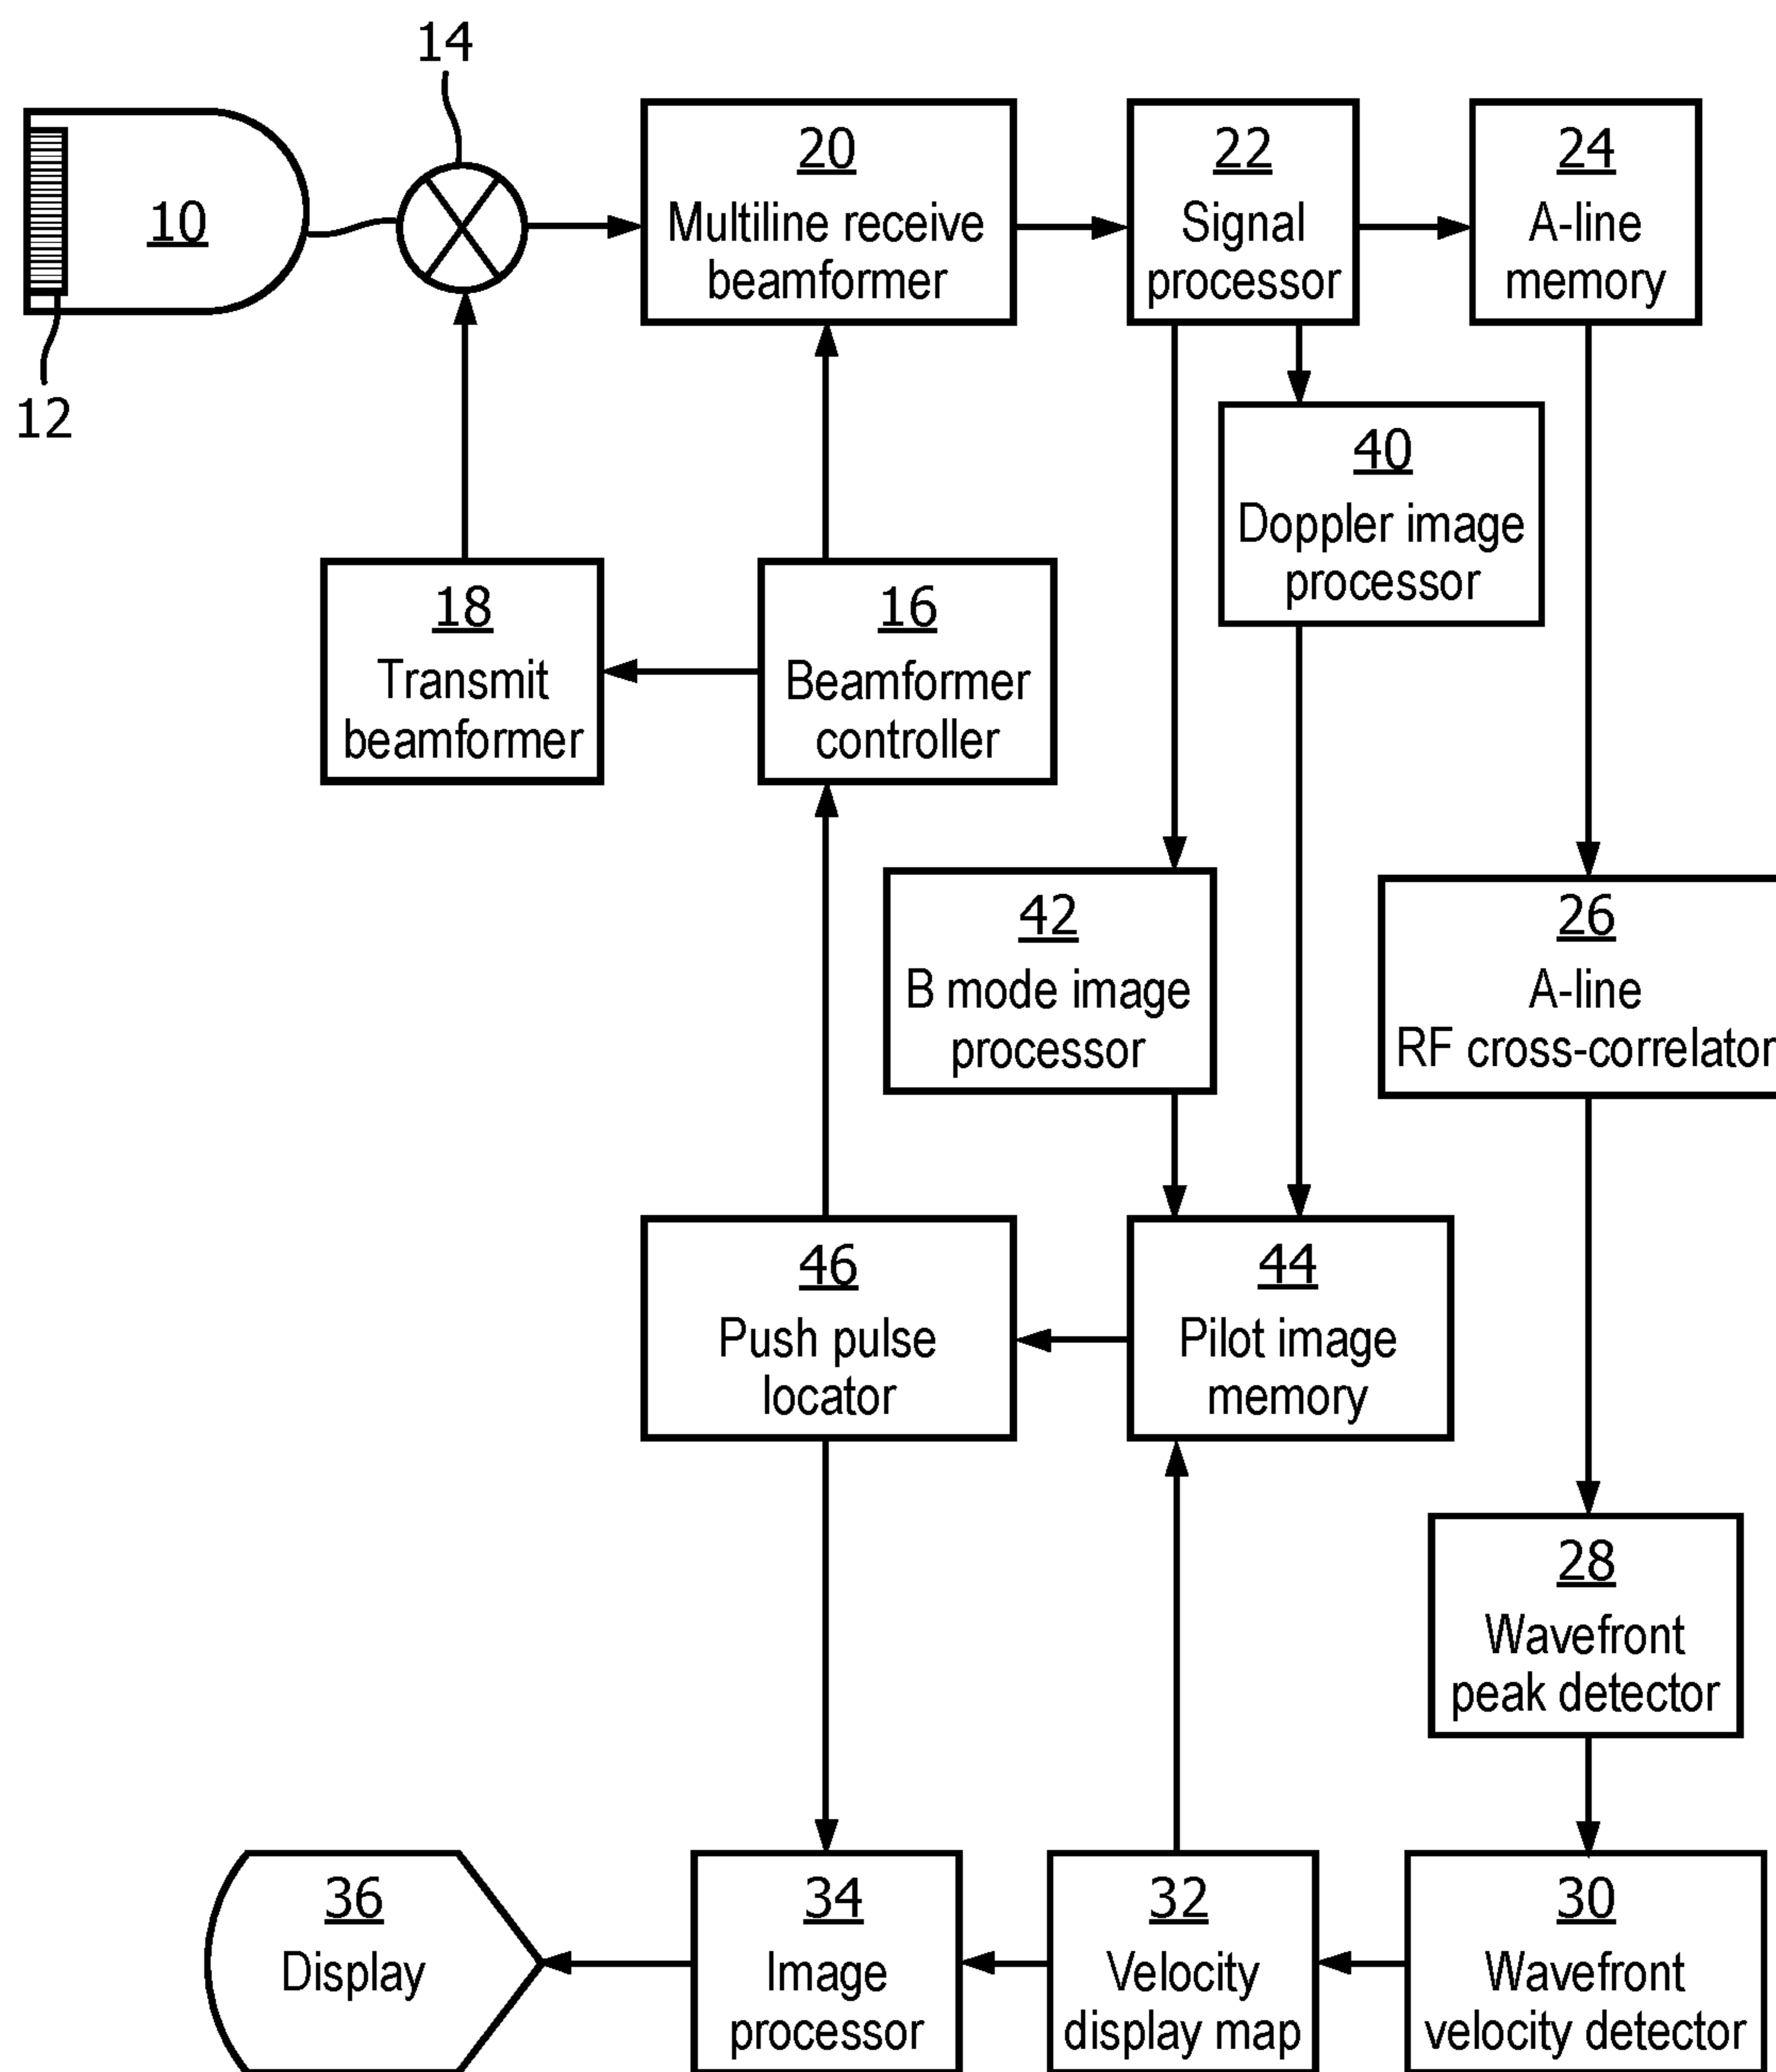 14
10
12
20
Multiline receive
beamformer
22
Signal
processor
24
A-line
memory
40
Doppler image
processor
18
Transmit
beamformer
16
Beamformer
controller
42
B mode image
processor
26
A-line
RF cross-correlator
46
Push pulse
locator
44
Pilot image
memory
28
Wavefront
peak detector
36
Display
34
Image
processor
32
Velocity
display map
30
Wavefront
velocity detector